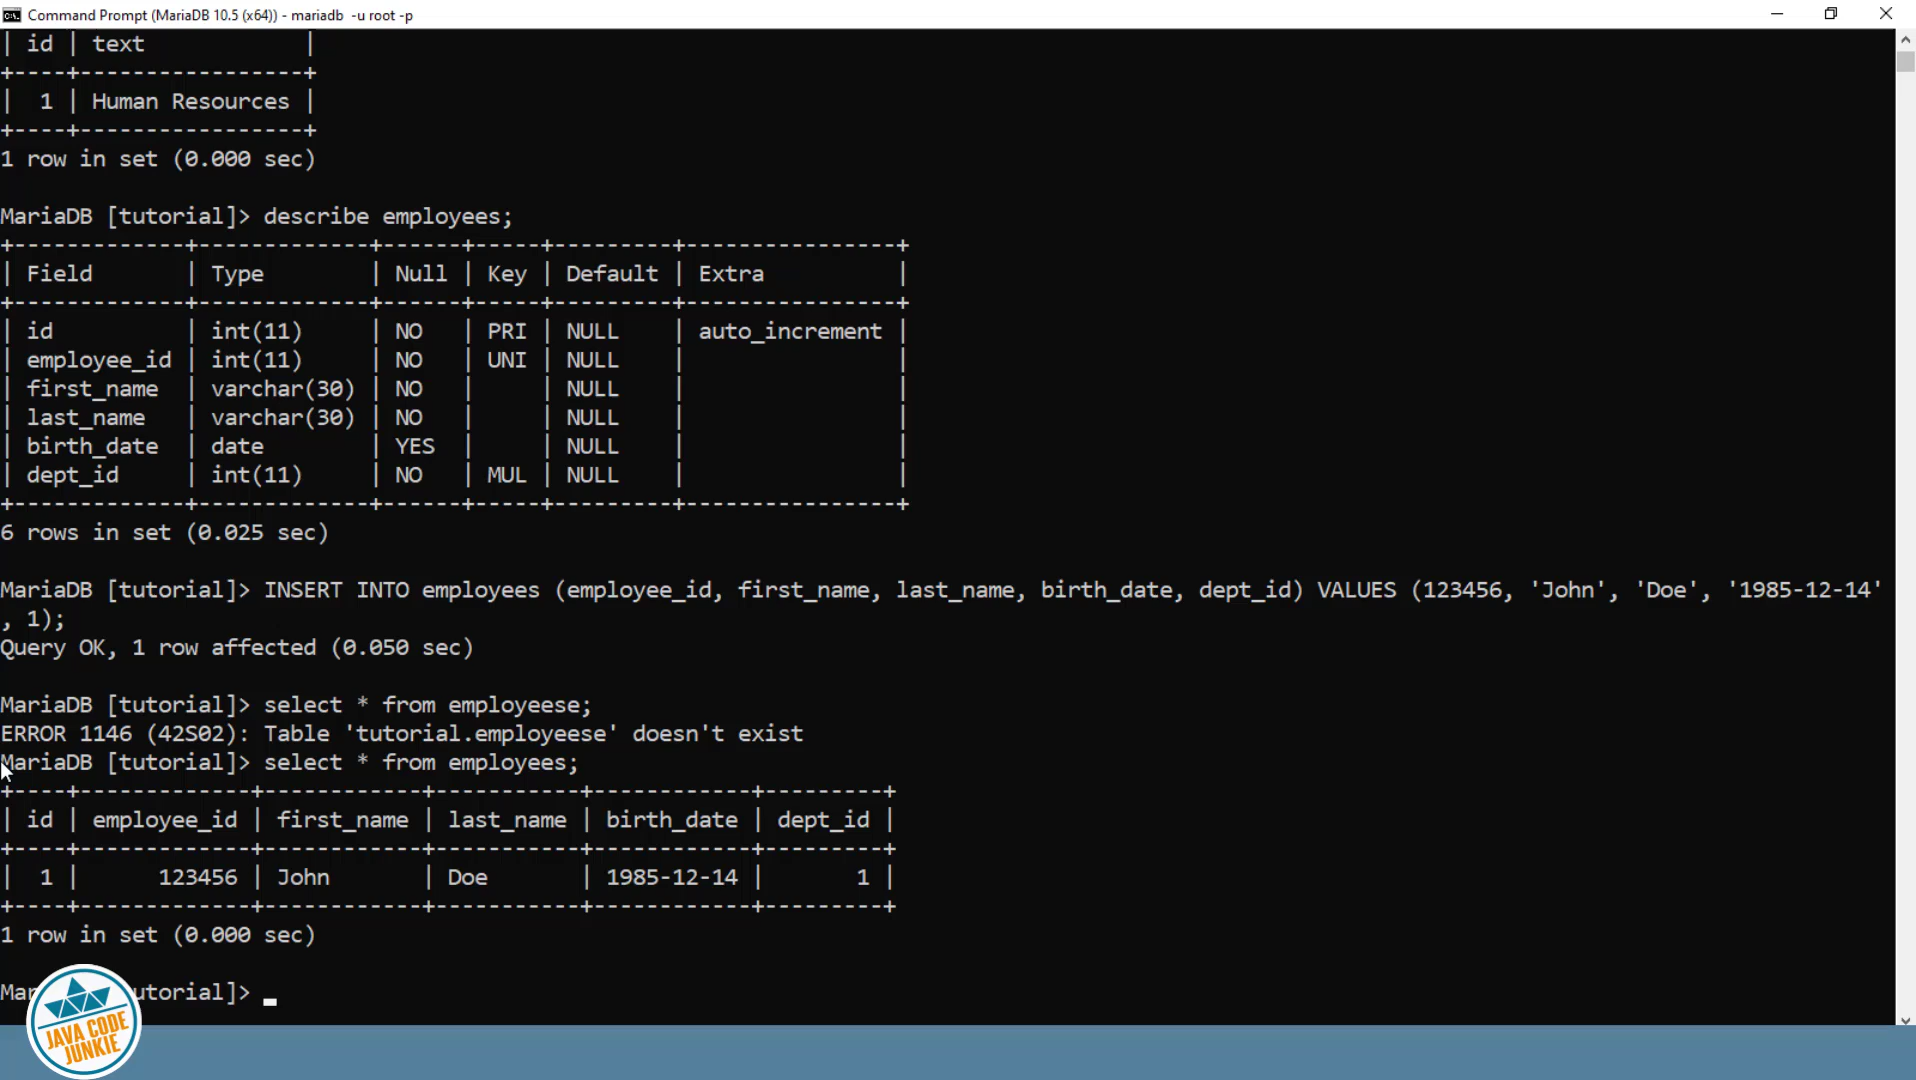 Command Prompt (MariaDB 10.5 (x64)) - mariadb  -u root -p
| id | text            |
+----+-----------------+
|  1 | Human Resources |
+----+-----------------+
1 row in set (0.000 sec)
MariaDB [tutorial]> describe employees;
+-------------+-------------+------+-----+---------+----------------+
| Field       | Type        | Null | Key | Default | Extra          |
+-------------+-------------+------+-----+---------+----------------+
| id          | int(11)     | NO   | PRI | NULL    | auto_increment |
| employee_id | int(11)     | NO   | UNI | NULL    |                |
| first_name  | varchar(30) | NO   |     | NULL    |                |
| last_name   | varchar(30) | NO   |     | NULL    |                |
| birth_date  | date        | YES  |     | NULL    |                |
| dept_id     | int(11)     | NO   | MUL | NULL    |                |
+-------------+-------------+------+-----+---------+----------------+
6 rows in set (0.025 sec)
MariaDB [tutorial]> INSERT INTO employees (employee_id, first_name, last_name, birth_date, dept_id) VALUES (123456, 'John', 'Doe', '1985-12-14'
, 1);
Query OK, 1 row affected (0.050 sec)
MariaDB [tutorial]> select * from employeese;
ERROR 1146 (42S02): Table 'tutorial.employeese' doesn't exist
MariaDB [tutorial]> select * from employees;
+----+-------------+------------+-----------+------------+---------+
| id | employee_id | first_name | last_name | birth_date | dept_id |
+----+-------------+------------+-----------+------------+---------+
|  1 |      123456 | John       | Doe       | 1985-12-14 |       1 |
+----+-------------+------------+-----------+------------+---------+
1 row in set (0.000 sec)
Mar utorial]>
JAVA CODE
JUNKIE